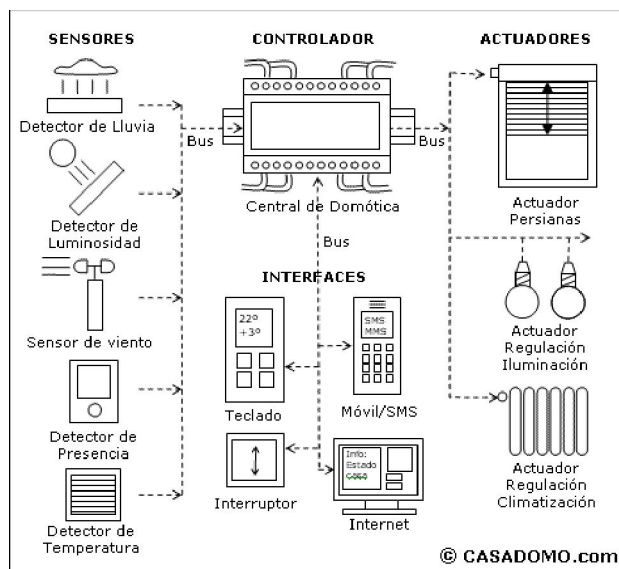 SENSORES
Detector de Lluvia
Detector de
Luminosidad
Sensor de viento
Detector de
Presencia
Detector de
Temperatura
Bus
CONTROLADOR
Central de Domótica
Bus
Bus
INTERFACES
22º
+3º
Teclado
SMS
MMS
Móvil/SMS
Interruptor
Info:
Estado
Casa
Internet
ACTUADORES
Actuador
Persianas
Actuador
Regulación
Iluminación
Actuador
Regulación
Climatización
© CASADOMO.com